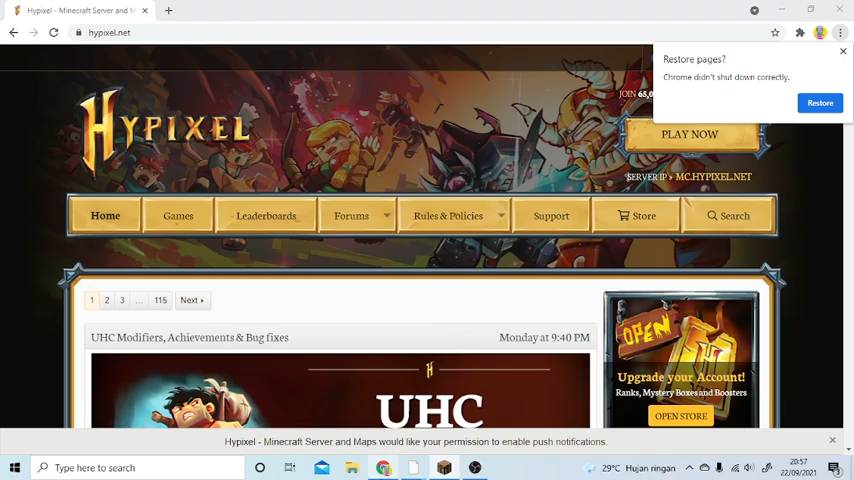 Hypixel - Minecraft Server and M
hypixel.net
Restore pages?
Chrome didn't shut down correctly.
Restore
HYPIXEL
JOIN 65,0
PLAY NOW
SERVER IP > MC.HYPIXEL.NET
Home
Games
Leaderboards
Forums
Rules & Policies
Support
Store
Search
1 2 3 ... 115 Next
UHC Modifiers, Achievements & Bug fixes
Monday at 9:40 PM
UHC
OPEN
Upgrade your Account!
Ranks, Mystery Boxes and Boosters
OPEN STORE
Hypixel - Minecraft Server and Maps would like your permission to enable push notifications.
Type here to search
29°C Hujan ringan
20:57
22/09/2021
3